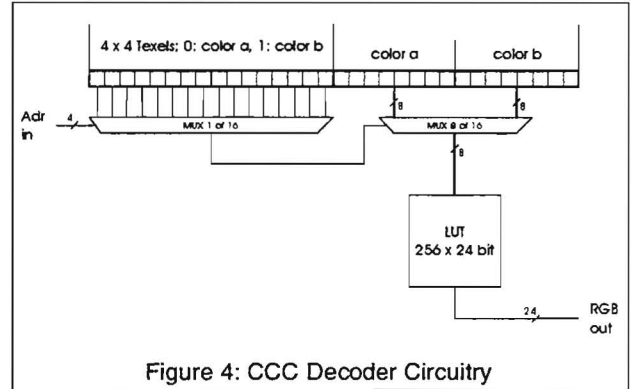 4 x 4 Texels; 0: color a, 1: color b
color a
color b
8
8
Adr
in
4
MUX 1 of 16
MUX 8 of 16
8
LUT
256 x 24 bit
24
RGB
out
Figure 4: CCC Decoder Circuitry